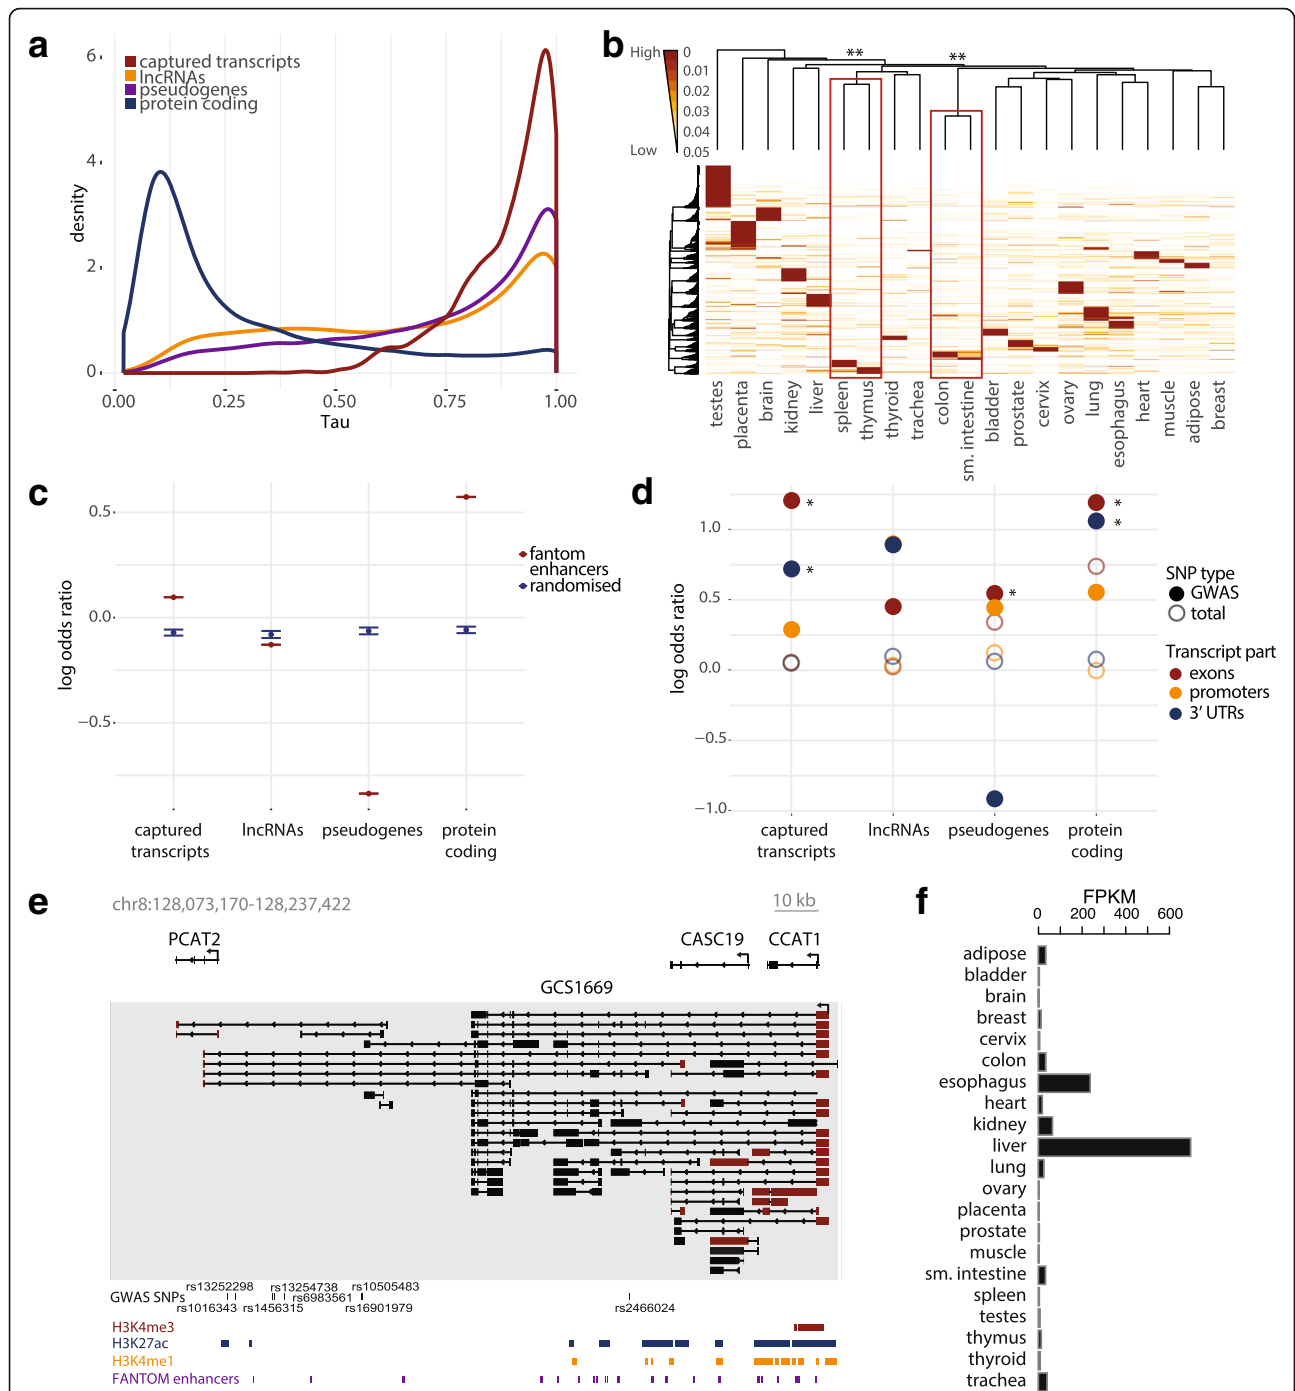 a
6
4
2
0
desnity
captured transcripts
lncRNAs
pseudogenes
protein coding
0.00
0.25
0.50
0.75
1.00
Tau
b
High
Low
0
0.01
0.02
0.03
0.04
0.05
**
**
testes
placenta
brain
kidney
liver
spleen
thymus
thyroid
trachea
colon
sm. intestine
bladder
prostate
cervix
ovary
lung
esophagus
heart
muscle
adipose
breast
c
0.5
0.0
−0.5
log odds ratio
fantom
enhancers
randomised
captured
transcripts
lncRNAs
pseudogenes
protein
coding
d
1.0
0.5
0.0
−0.5
−1.0
log odds ratio
*
*
*
*
*
SNP type
GWAS
total
Transcript part
exons
promoters
3' UTRs
captured
transcripts
lncRNAs
pseudogenes
protein
coding
e
chr8:128,073,170-128,237,422
10 kb
PCAT2
CASC19
CCAT1
GCS1669
GWAS SNPs
rs13252298
rs13254738
rs10505483
rs1016343
rs1456315
rs6983561
rs16901979
rs2466024
H3K4me3
H3K27ac
H3K4me1
FANTOM enhancers
f
FPKM
0
200
400
600
adipose
bladder
brain
breast
cervix
colon
esophagus
heart
kidney
liver
lung
ovary
placenta
prostate
muscle
sm. intestine
spleen
testes
thymus
thyroid
trachea